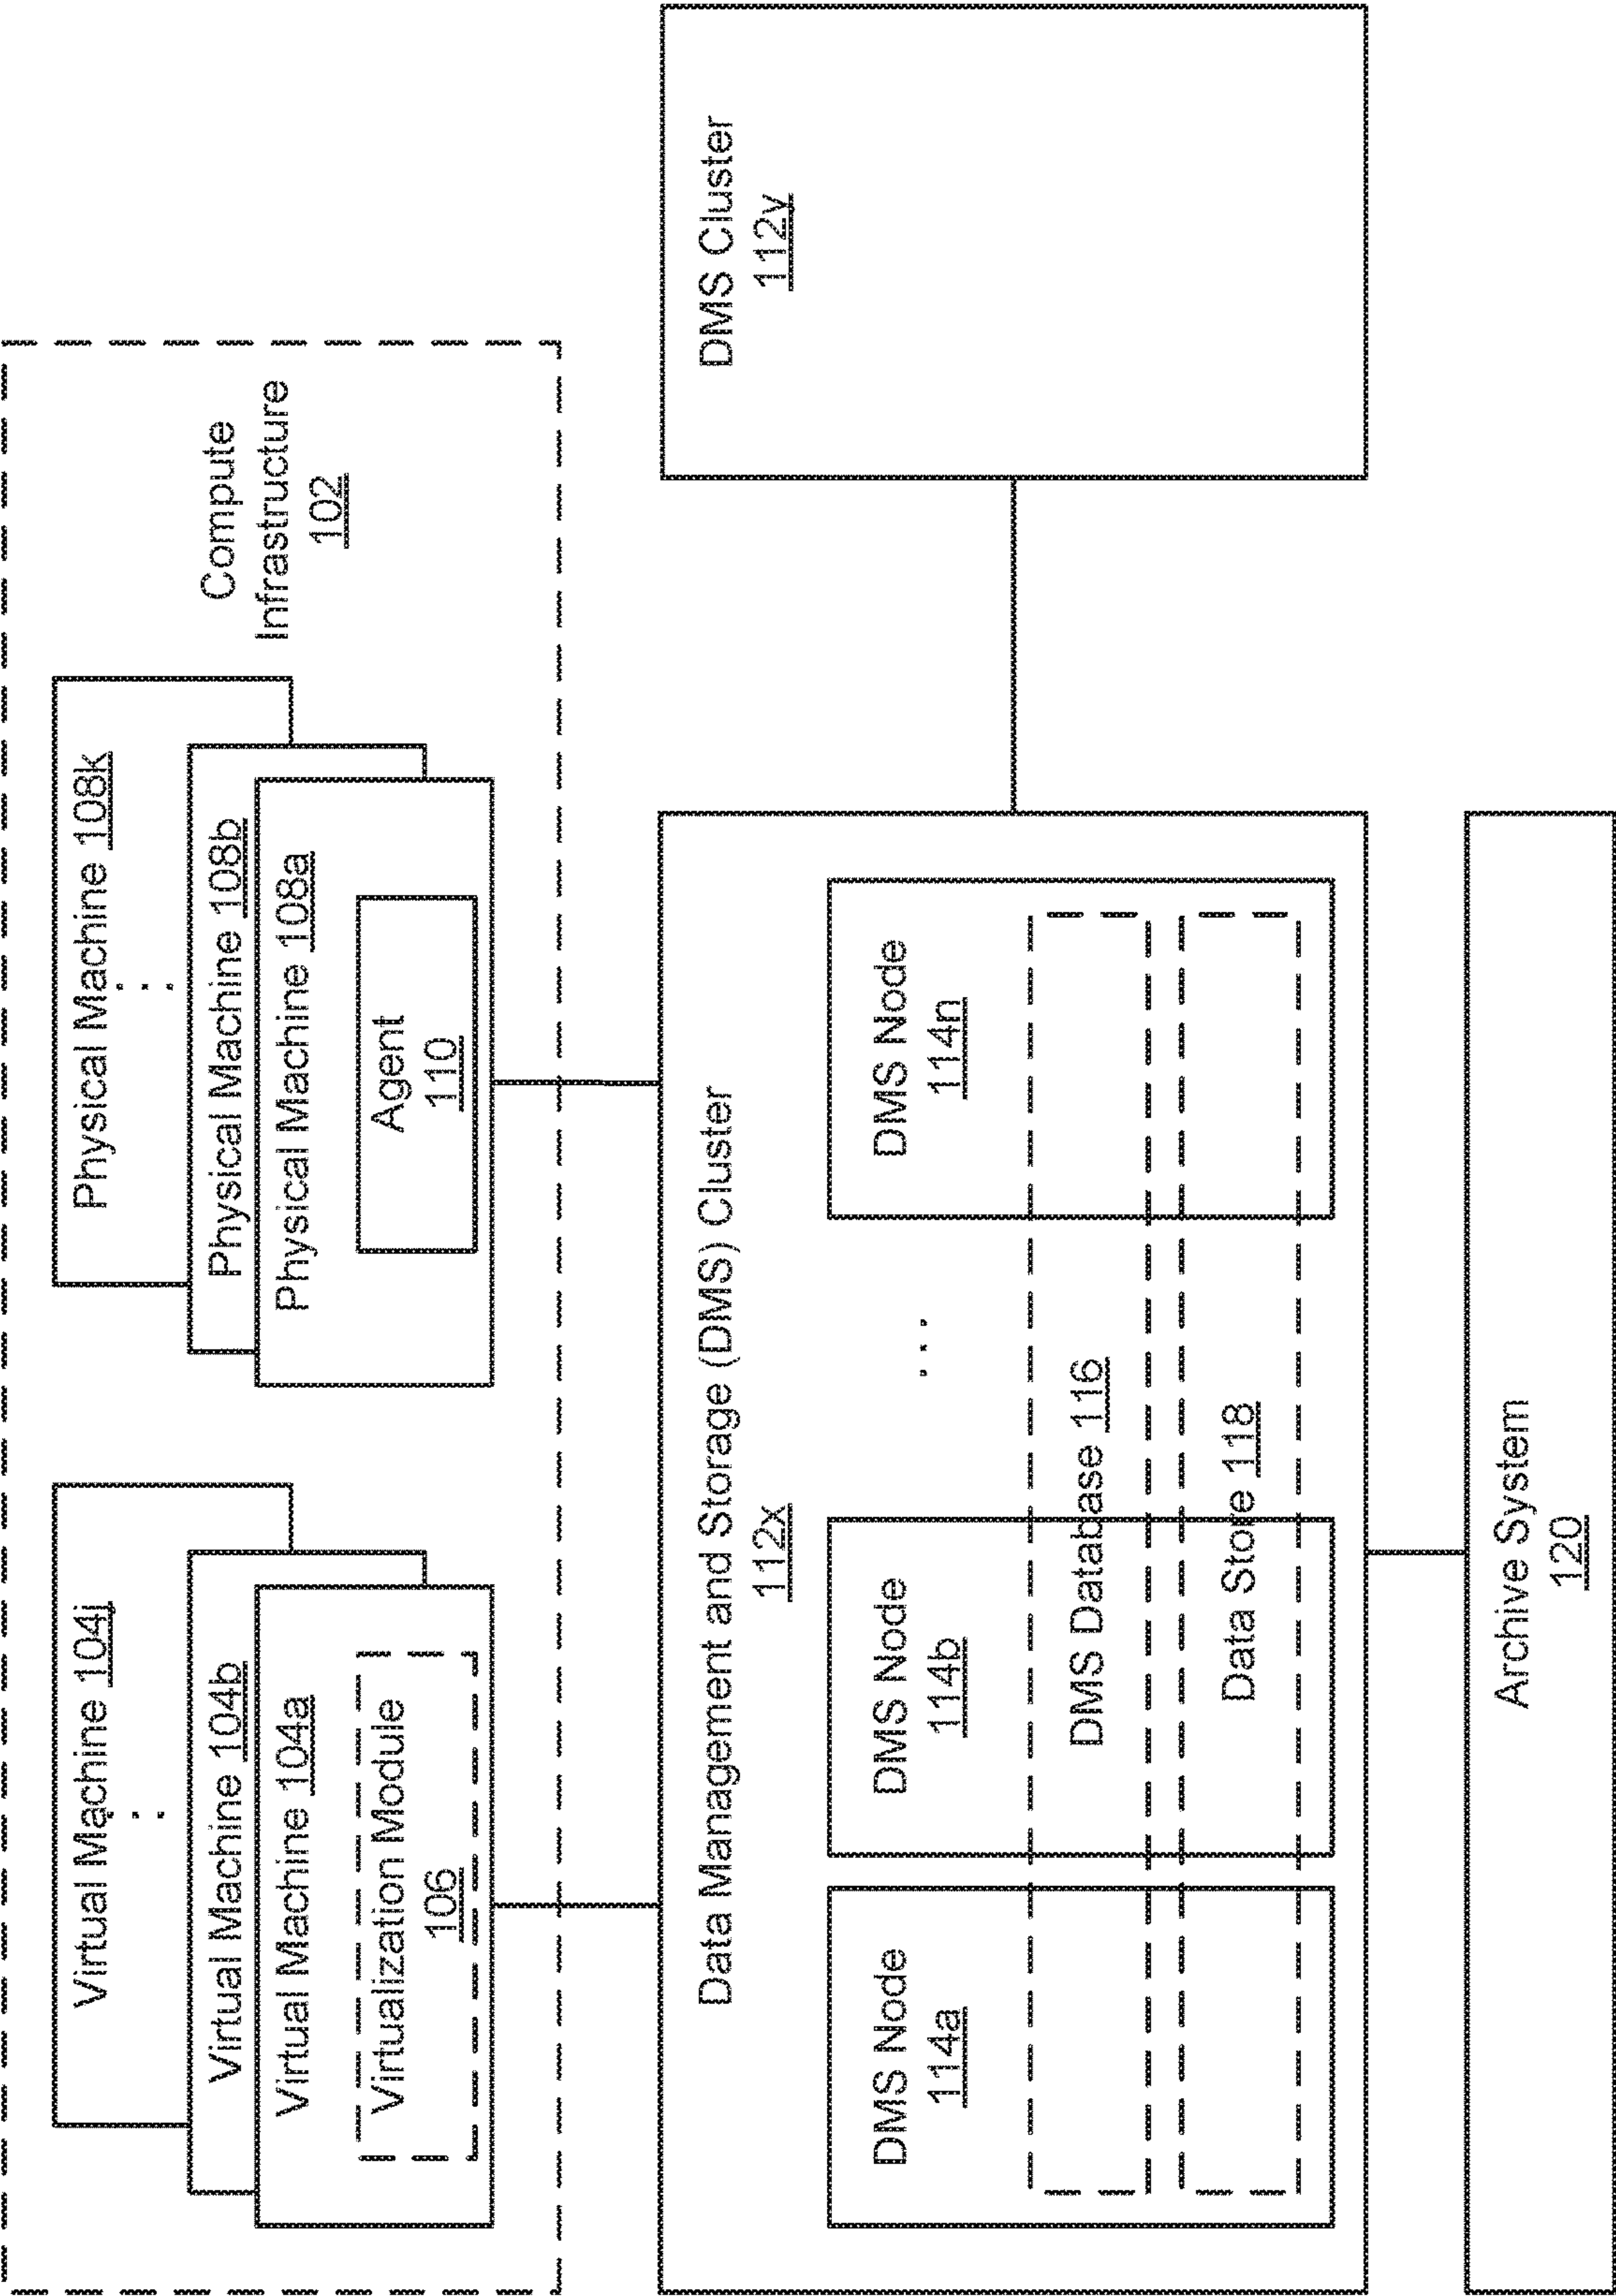 Virtual Machine 104j
Virtual Machine 104b
Virtual Machine 104a
Virtualization Module
106
Physical Machine 108k
Physical Machine 108b
Physical Machine 108a
Agent
110
Compute
Infrastructure
102
Data Management and Storage (DMS) Cluster
112x
DMS Node
114a
DMS Node
114b
...
DMS Node
114n
DMS Database 116
Data Store 118
DMS Cluster
112y
Archive System
120